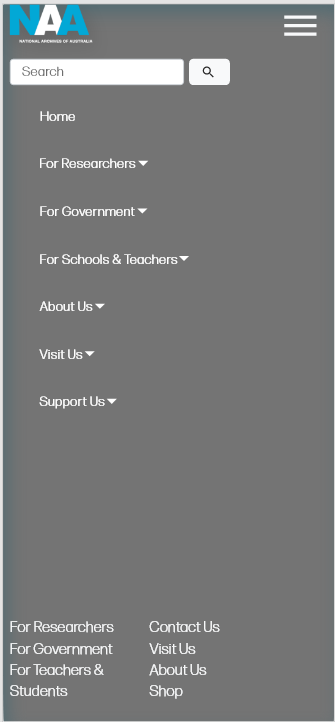 NAA
NATIONAL ARCHIVES OF AUSTRALIA
Search
Home
For Researchers
For Government
For Schools & Teachers
About Us
Visit Us
Support Us
For Researchers
For Government
For Teachers &
Students
Contact Us
Visit Us
About Us
Shop